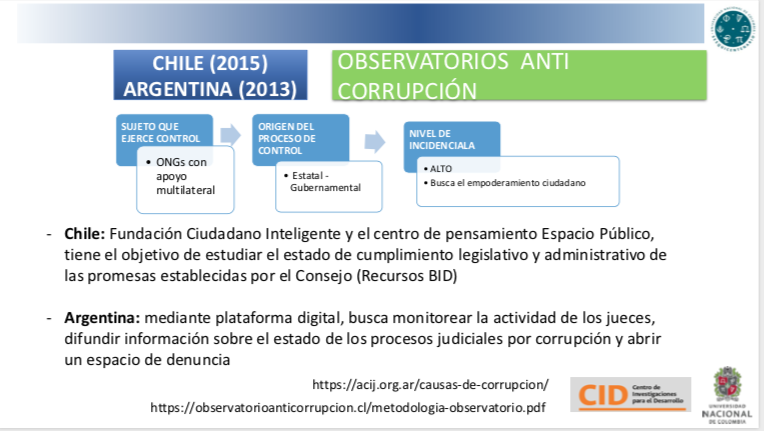 CHILE (2015)
ARGENTINA (2013)
OBSERVATORIOS ANTI
CORRUPCIÓN
SUJETO QUE
EJERCE CONTROL
• ONGs con
apoyo
multilateral
ORIGEN DEL
PROCESO DE
CONTROL
• Estatal -
Gubernamental
NIVEL DE
INCIDENCIALA
• ALTO
• Busca el empoderamiento ciudadano
- Chile: Fundación Ciudadano Inteligente y el centro de pensamiento Espacio Público,
tiene el objetivo de estudiar el estado de cumplimiento legislativo y administrativo de
las promesas establecidas por el Consejo (Recursos BID)
- Argentina: mediante plataforma digital, busca monitorear la actividad de los jueces,
difundir información sobre el estado de los procesos judiciales por corrupción y abrir
un espacio de denuncia
https://acij.org.ar/causas-de-corrupcion/
https://observatorioanticorrupcion.cl/metodologia-observatorio.pdf
CID
Centro de
Investigaciones
para el Desarrollo
UNIVERSIDAD
NACIONAL
DE COLOMBIA